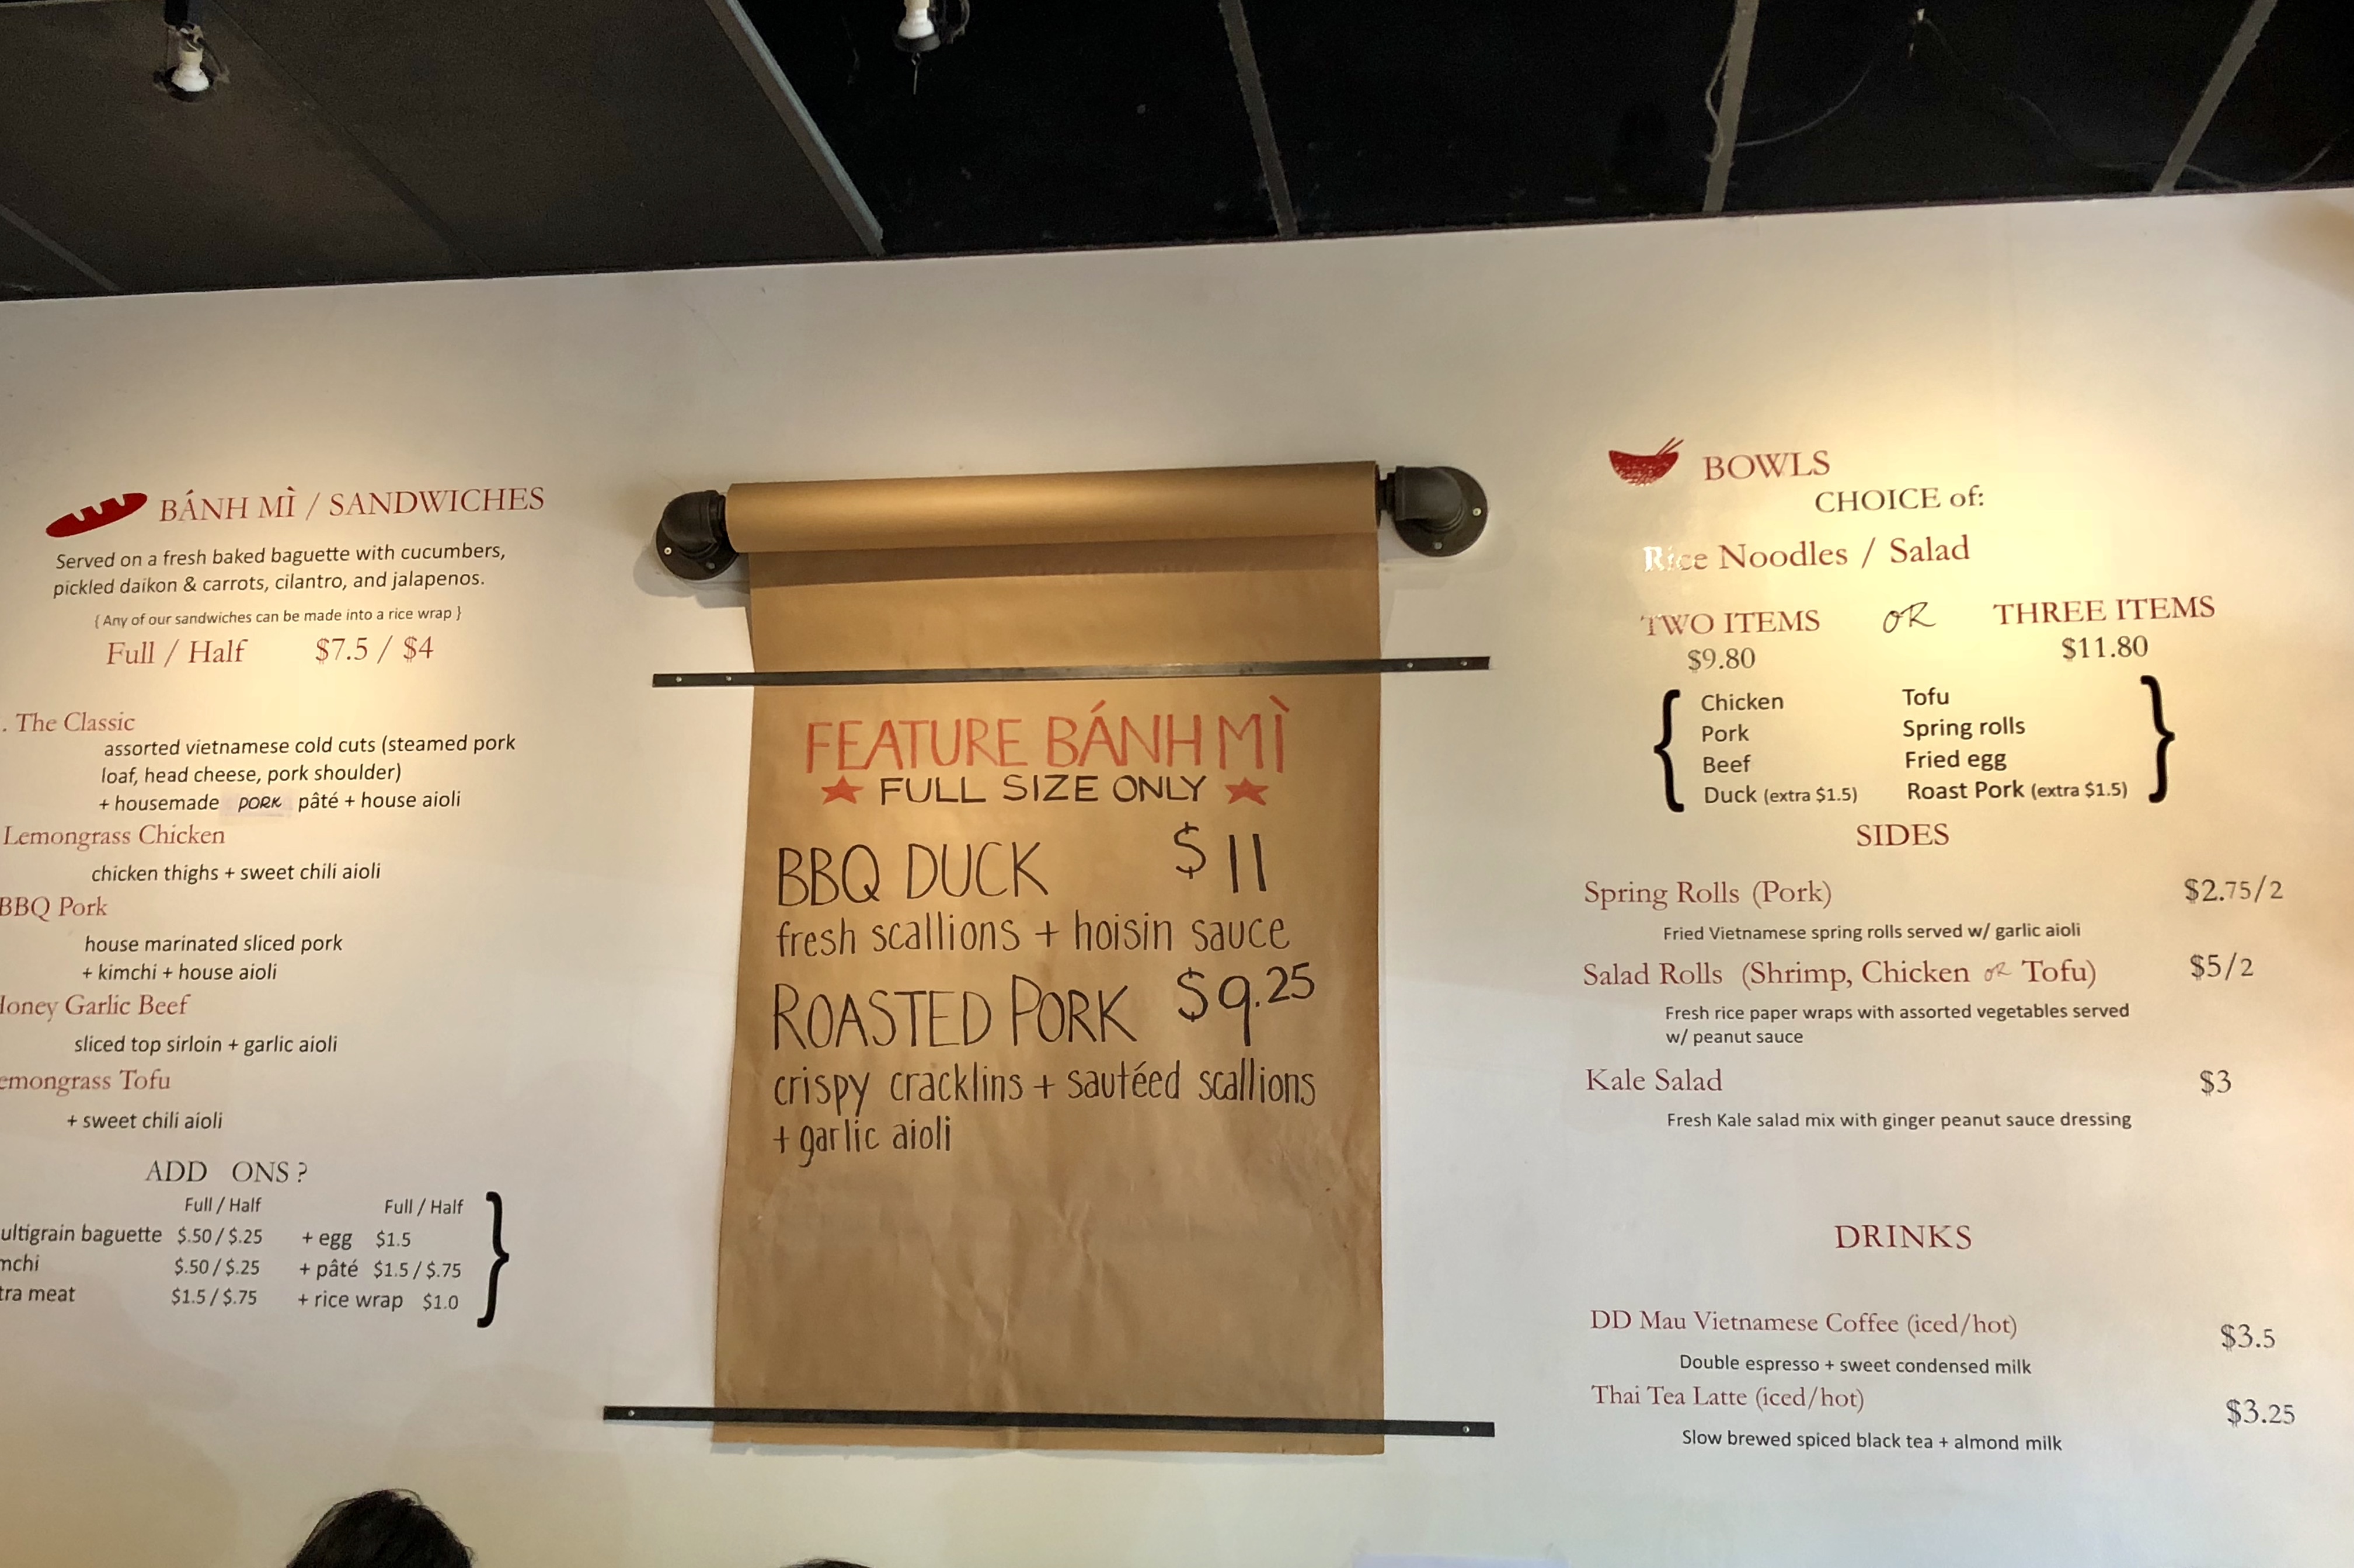 BÁNH MÌ / SANDWICHES
Served on a fresh baked baguette with cucumbers,
pickled daikon & carrots, cilantro, and jalapenos.
{ Any of our sandwiches can be made into a rice wrap }
Full / Half $7.5 / $4
. The Classic
assorted vietnamese cold cuts (steamed pork
loaf, head cheese, pork shoulder)
+ housemade PORK pâté + house aioli
Lemongrass Chicken
chicken thighs + sweet chili aioli
BBQ Pork
house marinated sliced pork
+ kimchi + house aioli
oney Garlic Beef
sliced top sirloin + garlic aioli
emongrass Tofu
+ sweet chili aioli
ADD ONS ?
Full / Half Full / Half
ultigrain baguette $.50 / $.25 + egg $1.5
mchi $.50 / $.25 + pâté $1.5 / $.75
tra meat $1.5 / $.75 + rice wrap $1.0
FEATURE BÁNH MÌ
★ FULL SIZE ONLY ★
BBQ DUCK $11
fresh scallions + hoisin sauce
ROASTED PORK $9.25
crispy cracklins + sautéed scallions
+ garlic aioli
BOWLS
CHOICE of:
Rice Noodles / Salad
TWO ITEMS OR THREE ITEMS
$9.80 $11.80
Chicken Tofu
Pork Spring rolls
Beef Fried egg
Duck (extra $1.5) Roast Pork (extra $1.5)
SIDES
Spring Rolls (Pork) $2.75/2
Fried Vietnamese spring rolls served w/ garlic aioli
Salad Rolls (Shrimp, Chicken OR Tofu) $5/2
Fresh rice paper wraps with assorted vegetables served
w/ peanut sauce
Kale Salad $3
Fresh Kale salad mix with ginger peanut sauce dressing
DRINKS
DD Mau Vietnamese Coffee (iced/hot) $3.5
Double espresso + sweet condensed milk
Thai Tea Latte (iced/hot) $3.25
Slow brewed spiced black tea + almond milk